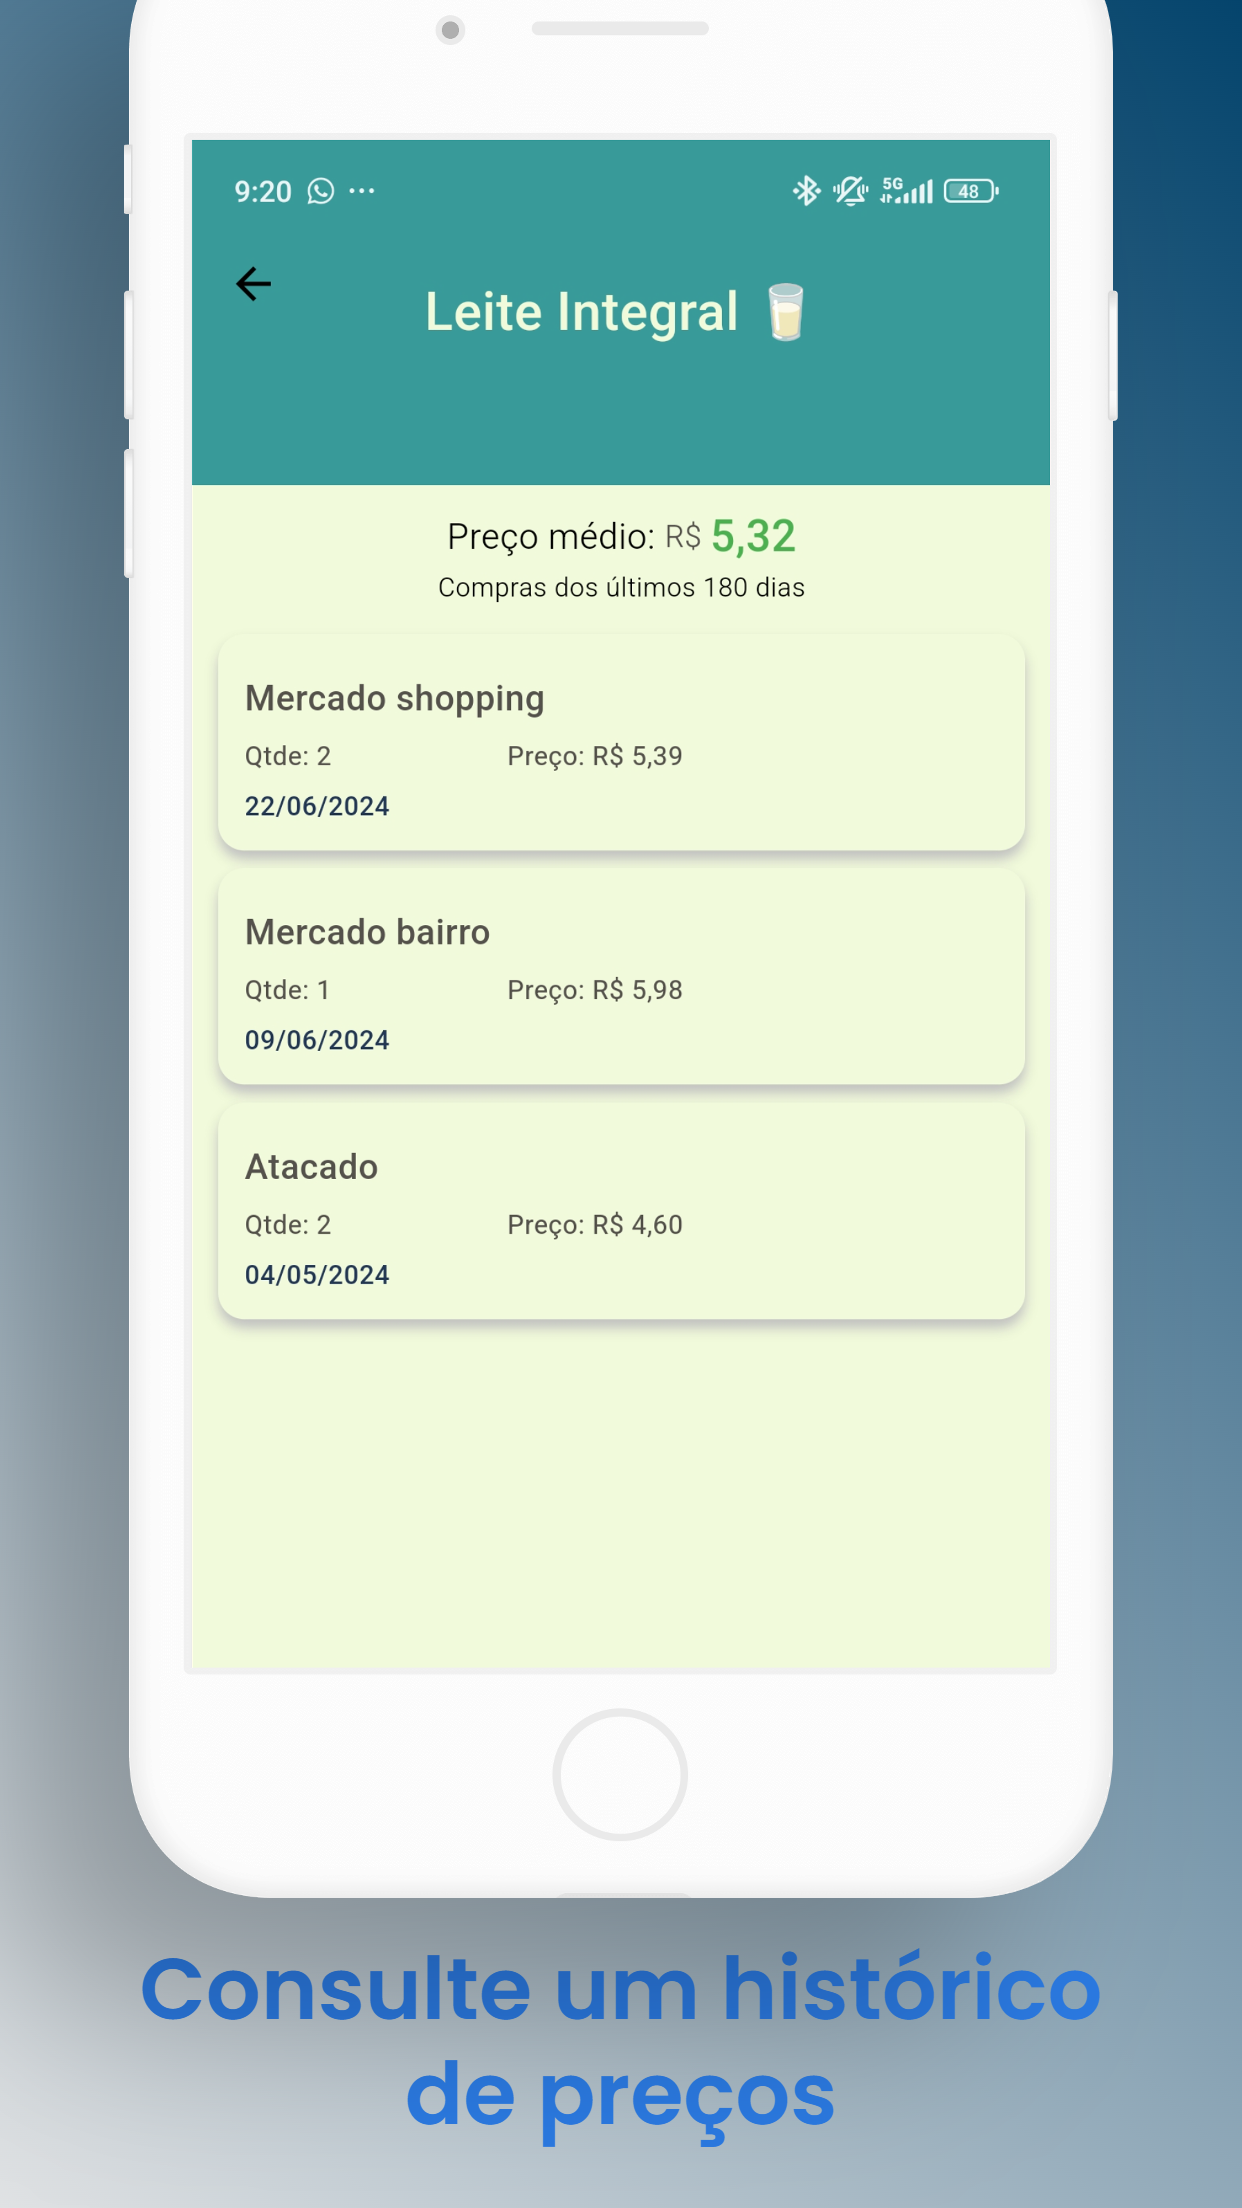 9:20
5G
48
Leite Integral
Preço médio: R$ 5,32
Compras dos últimos 180 dias
Mercado shopping
Qtde: 2 Preço: R$ 5,39
22/06/2024
Mercado bairro
Qtde: 1 Preço: R$ 5,98
09/06/2024
Atacado
Qtde: 2 Preço: R$ 4,60
04/05/2024
Consulte um histórico
de preços